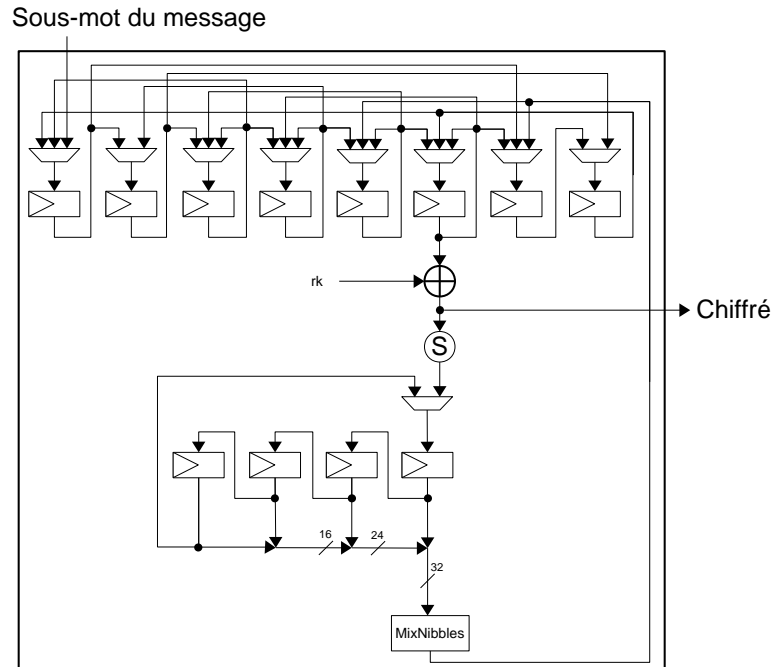 Sous-mot du message
rk
Chiffré
S
16
24
32
MixNibbles